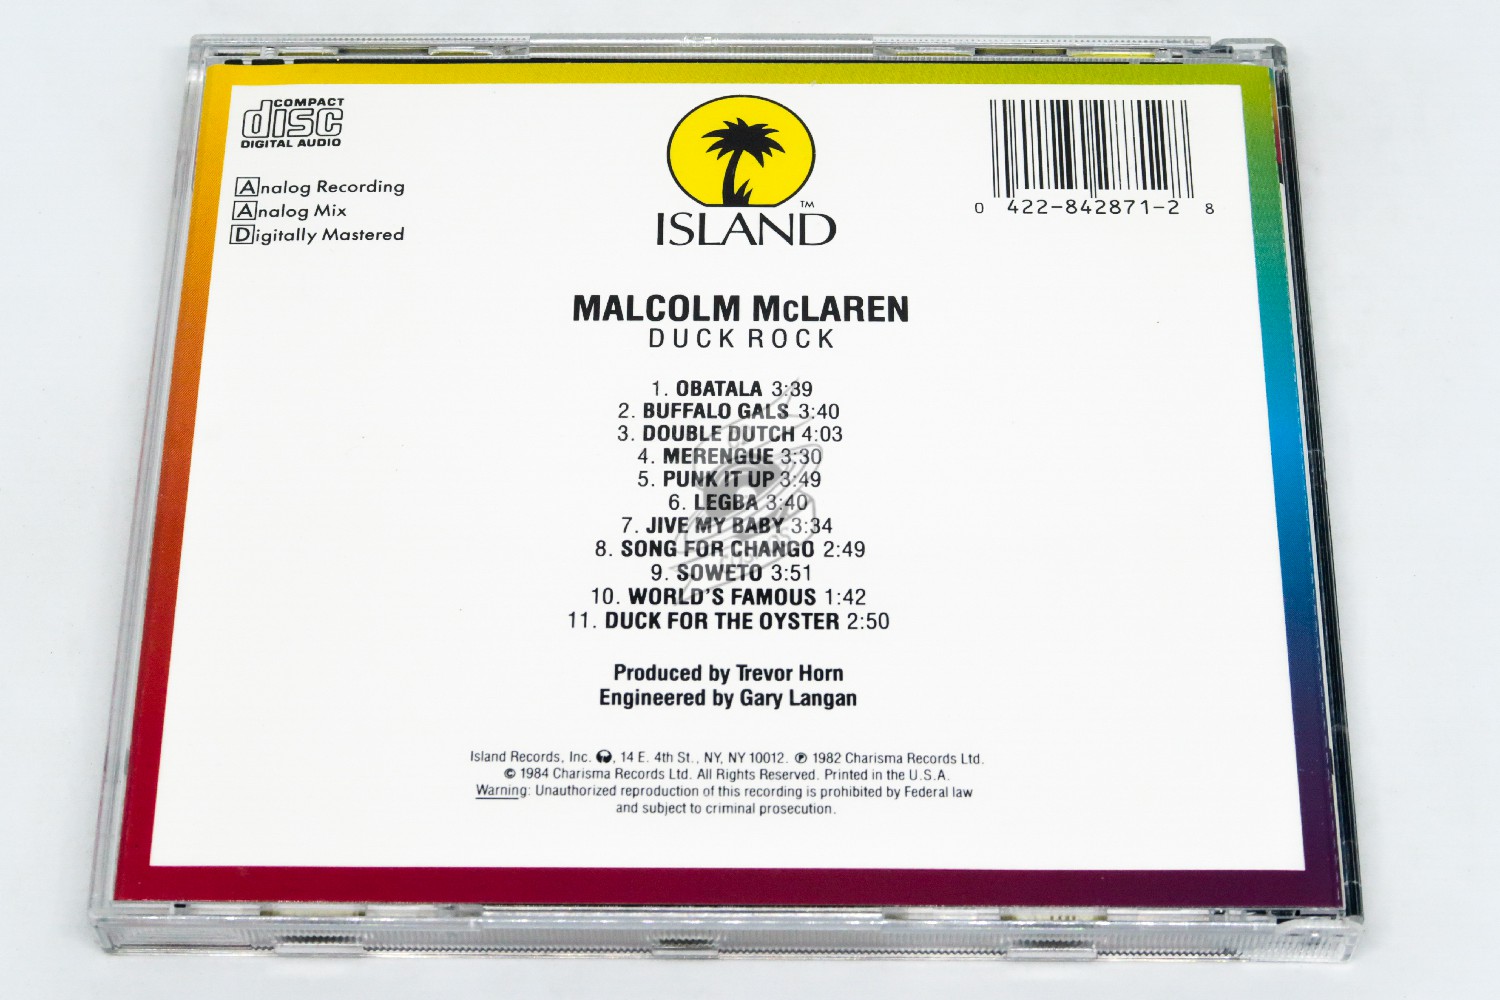 COMPACT
disc
DIGITAL AUDIO
Analog Recording
Analog Mix
Digitally Mastered
TM
ISLAND
0 422-842871-2 8
MALCOLM McLAREN
DUCK ROCK
1. OBATALA 3:39
2. BUFFALO GALS 3:40
3. DOUBLE DUTCH 4:03
4. MERENGUE 3:30
5. PUNK IT UP 3:49
6. LEGBA 3:40
7. JIVE MY BABY 3:34
8. SONG FOR CHANGO 2:49
9. SOWETO 3:51
10. WORLD'S FAMOUS 1:42
11. DUCK FOR THE OYSTER 2:50
Produced by Trevor Horn
Engineered by Gary Langan
Island Records, Inc. , 14 E. 4th St., NY, NY 10012. ℗ 1982 Charisma Records Ltd.
© 1984 Charisma Records Ltd. All Rights Reserved. Printed in the U.S.A.
Warning: Unauthorized reproduction of this recording is prohibited by Federal law
and subject to criminal prosecution.